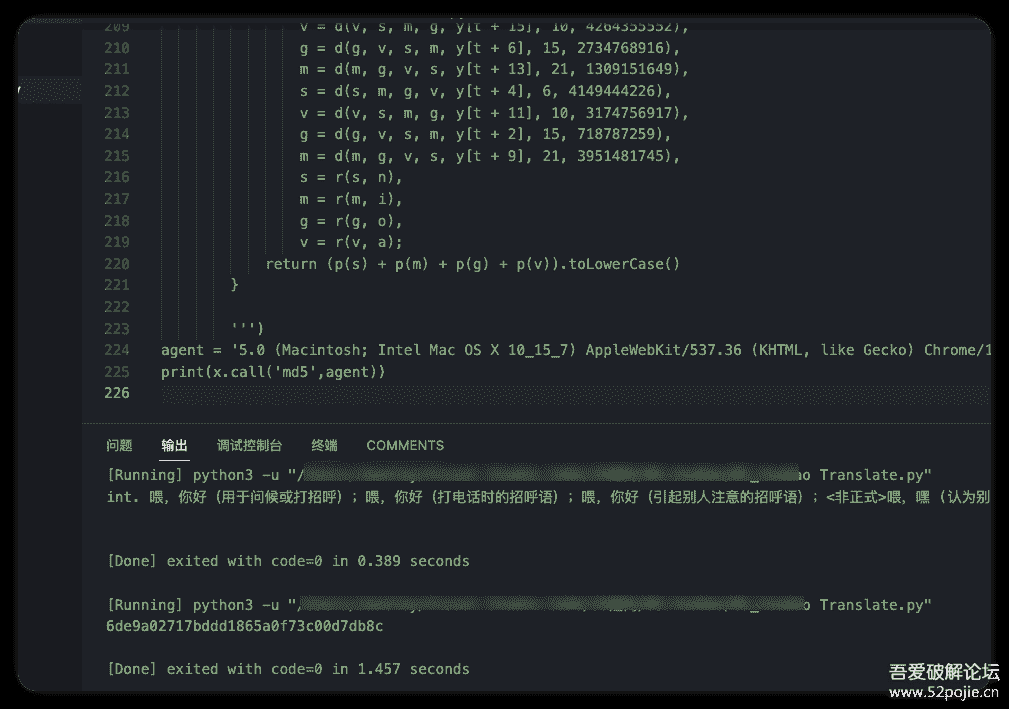 209 v = d(v, s, m, g, y[t + 15], 10, 4264355552),
210 g = d(g, v, s, m, y[t + 6], 15, 2734768916),
211 m = d(m, g, v, s, y[t + 13], 21, 1309151649),
212 s = d(s, m, g, v, y[t + 4], 6, 4149444226),
213 v = d(v, s, m, g, y[t + 11], 10, 3174756917),
214 g = d(g, v, s, m, y[t + 2], 15, 718787259),
215 m = d(m, g, v, s, y[t + 9], 21, 3951481745),
216 s = r(s, n),
217 m = r(m, i),
218 g = r(g, o),
219 v = r(v, a);
220 return (p(s) + p(m) + p(g) + p(v)).toLowerCase()
221 }
222
223 ''')
224 agent = '5.0 (Macintosh; Intel Mac OS X 10_15_7) AppleWebKit/537.36 (KHTML, like Gecko) Chrome/1
225 print(x.call('md5',agent))
226
问题 输出 调试控制台 终端 COMMENTS
[Running] python3 -u "/ Translate.py"
int. 喂，你好（用于问候或打招呼）；喂，你好（打电话时的招呼语）；喂，你好（引起别人注意的招呼语）；<非正式>喂，嘿（认为别
[Done] exited with code=0 in 0.389 seconds
[Running] python3 -u "/ Translate.py"
6de9a02717bddd1865a0f73c00d7db8c
[Done] exited with code=0 in 1.457 seconds
吾爱破解论坛
www.52pojie.cn